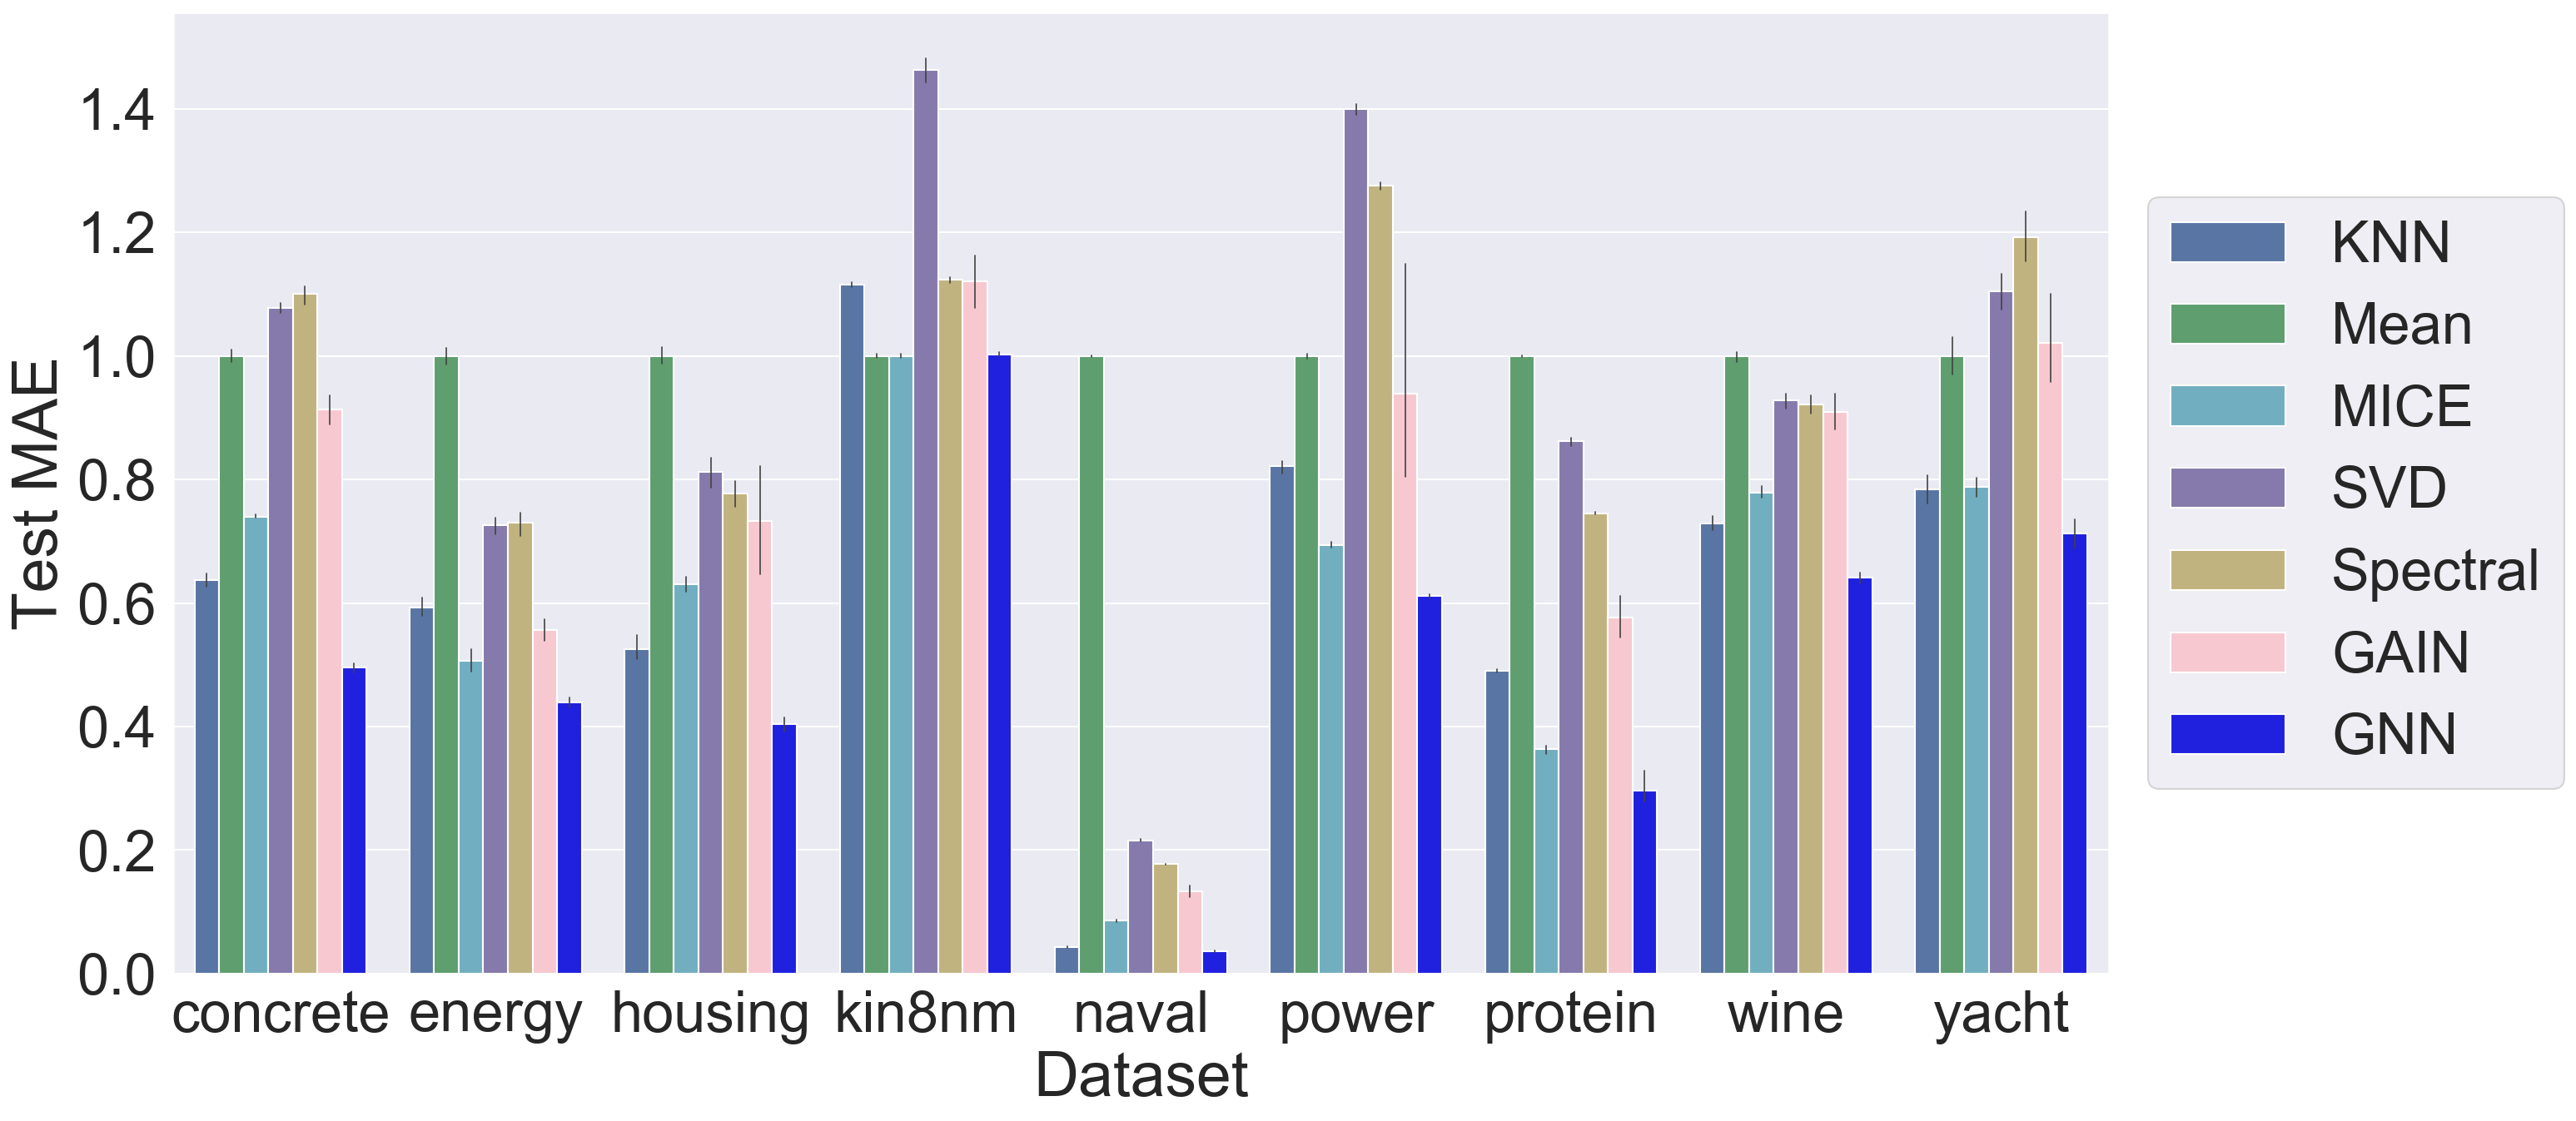 Test MAE
1.4
1.2
1.0
0.8
0.6
0.4
0.2
0.0
concrete energy housing kin8nm naval power protein wine yacht
Dataset
KNN
Mean
MICE
SVD
Spectral
GAIN
GNN